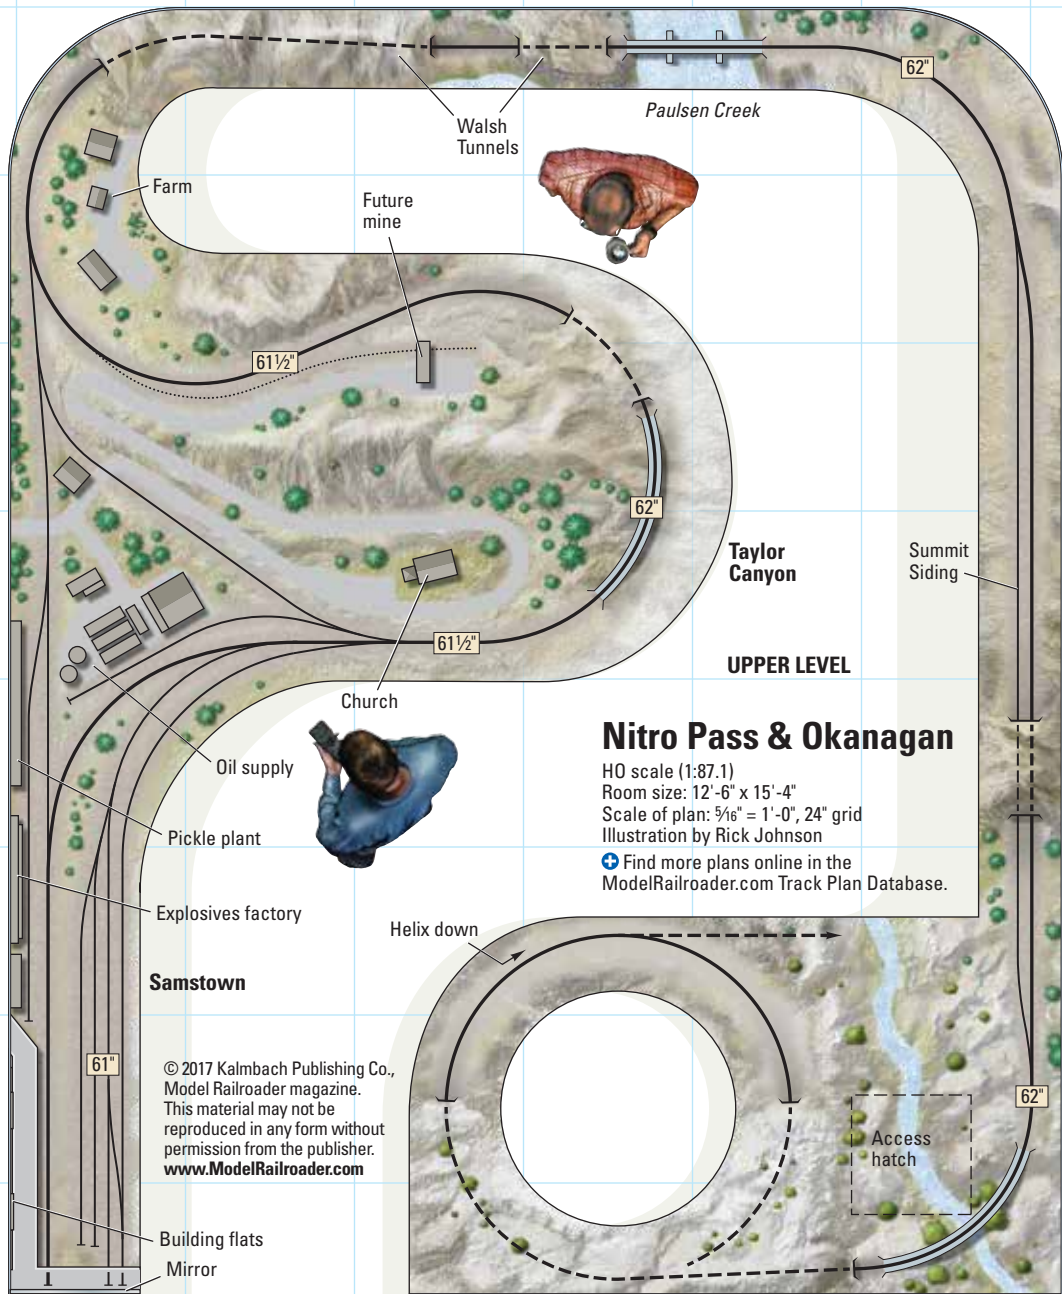 62"
Paulsen Creek
Walsh
Tunnels
Farm
Future
mine
61½"
62"
Taylor
Canyon
Summit
Siding
61½"
UPPER LEVEL
Church
Nitro Pass & Okanagan
HO scale (1:87.1)
Room size: 12'-6" x 15'-4"
Scale of plan: 5⁄16" = 1'-0", 24" grid
Illustration by Rick Johnson
Find more plans online in the
ModelRailroader.com Track Plan Database.
Oil supply
Pickle plant
Explosives factory
Helix down
Samstown
61"
© 2017 Kalmbach Publishing Co.,
Model Railroader magazine.
This material may not be
reproduced in any form without
permission from the publisher.
www.ModelRailroader.com
62"
Access
hatch
Building flats
Mirror